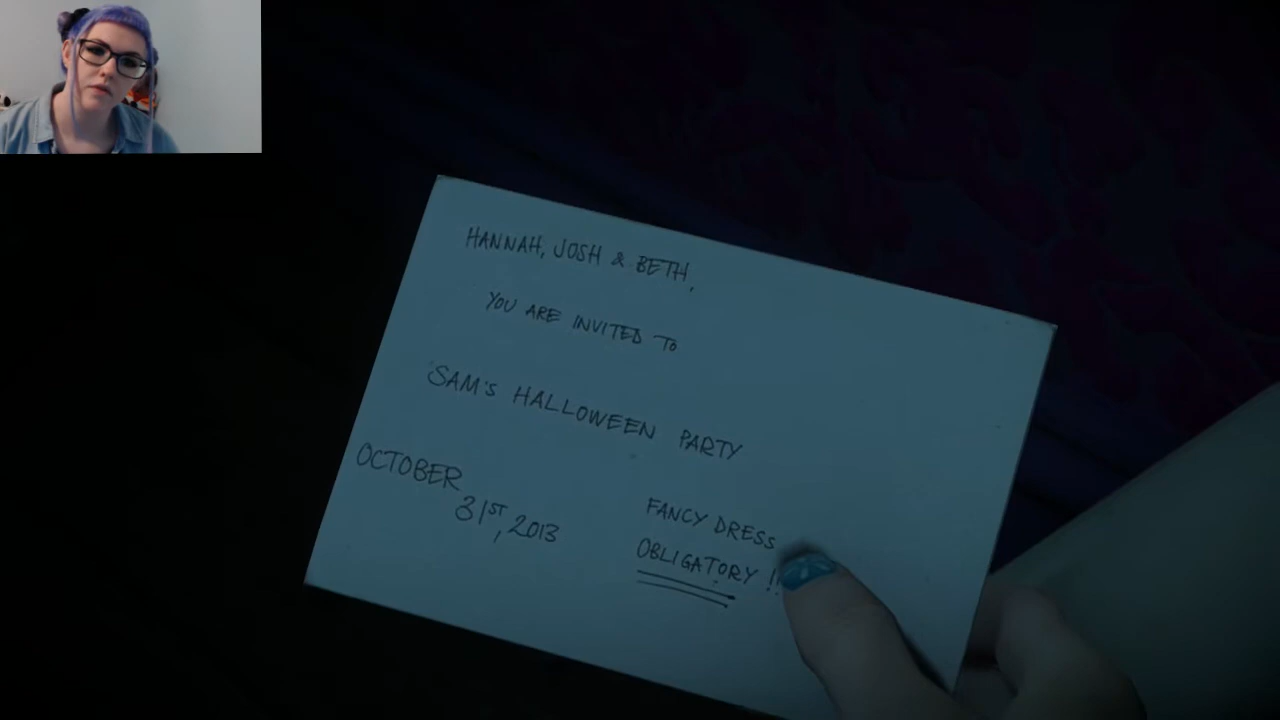 HANNAH, JOSH & BETH,
YOU ARE INVITED TO
SAM'S HALLOWEEN PARTY
OCTOBER
31ST, 2013
FANCY DRESS
OBLIGATORY !!